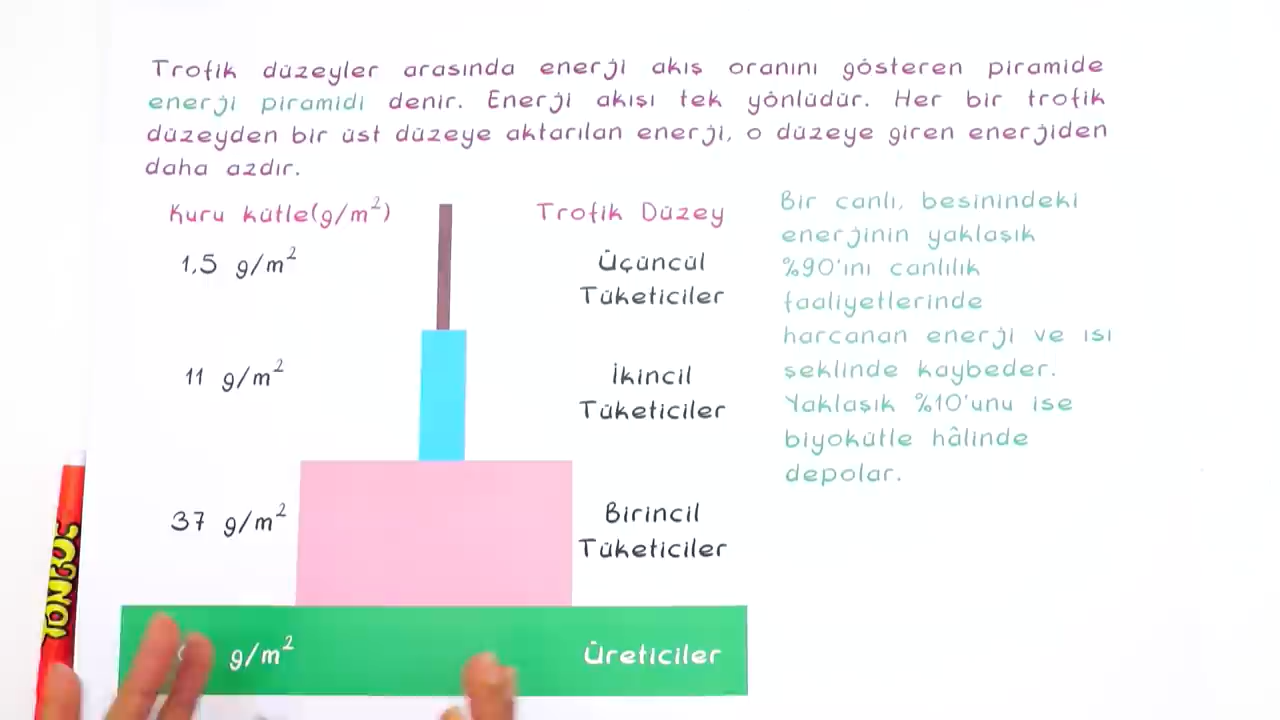 Trofik düzeyler arasında enerji akış oranını gösteren piramide
enerji piramidi denir. Enerji akışı tek yönlüdür. Her bir trofik
düzeyden bir üst düzeye aktarılan enerji, o düzeye giren enerjiden
daha azdır.
Kuru kütle(g/m²)
Trofik Düzey
1,5 g/m²
Üçüncül
Tüketiciler
11 g/m²
İkincil
Tüketiciler
37 g/m²
Birincil
Tüketiciler
g/m²
Üreticiler
Bir canlı, besinindeki
enerjinin yaklaşık
%90'ını canlılık
faaliyetlerinde
harcanan enerji ve ısı
şeklinde kaybeder.
Yaklaşık %10'unu ise
biyokütle hâlinde
depolar.
TONGUÇ